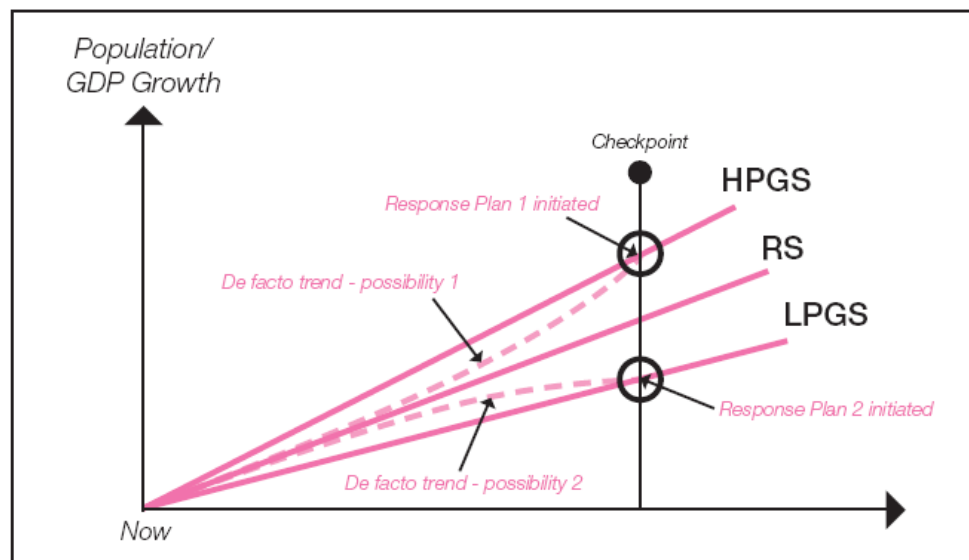 Population/
GDP Growth
Checkpoint
HPGS
Response Plan 1 initiated
RS
De facto trend - possibility 1
LPGS
Response Plan 2 initiated
De facto trend - possibility 2
Now